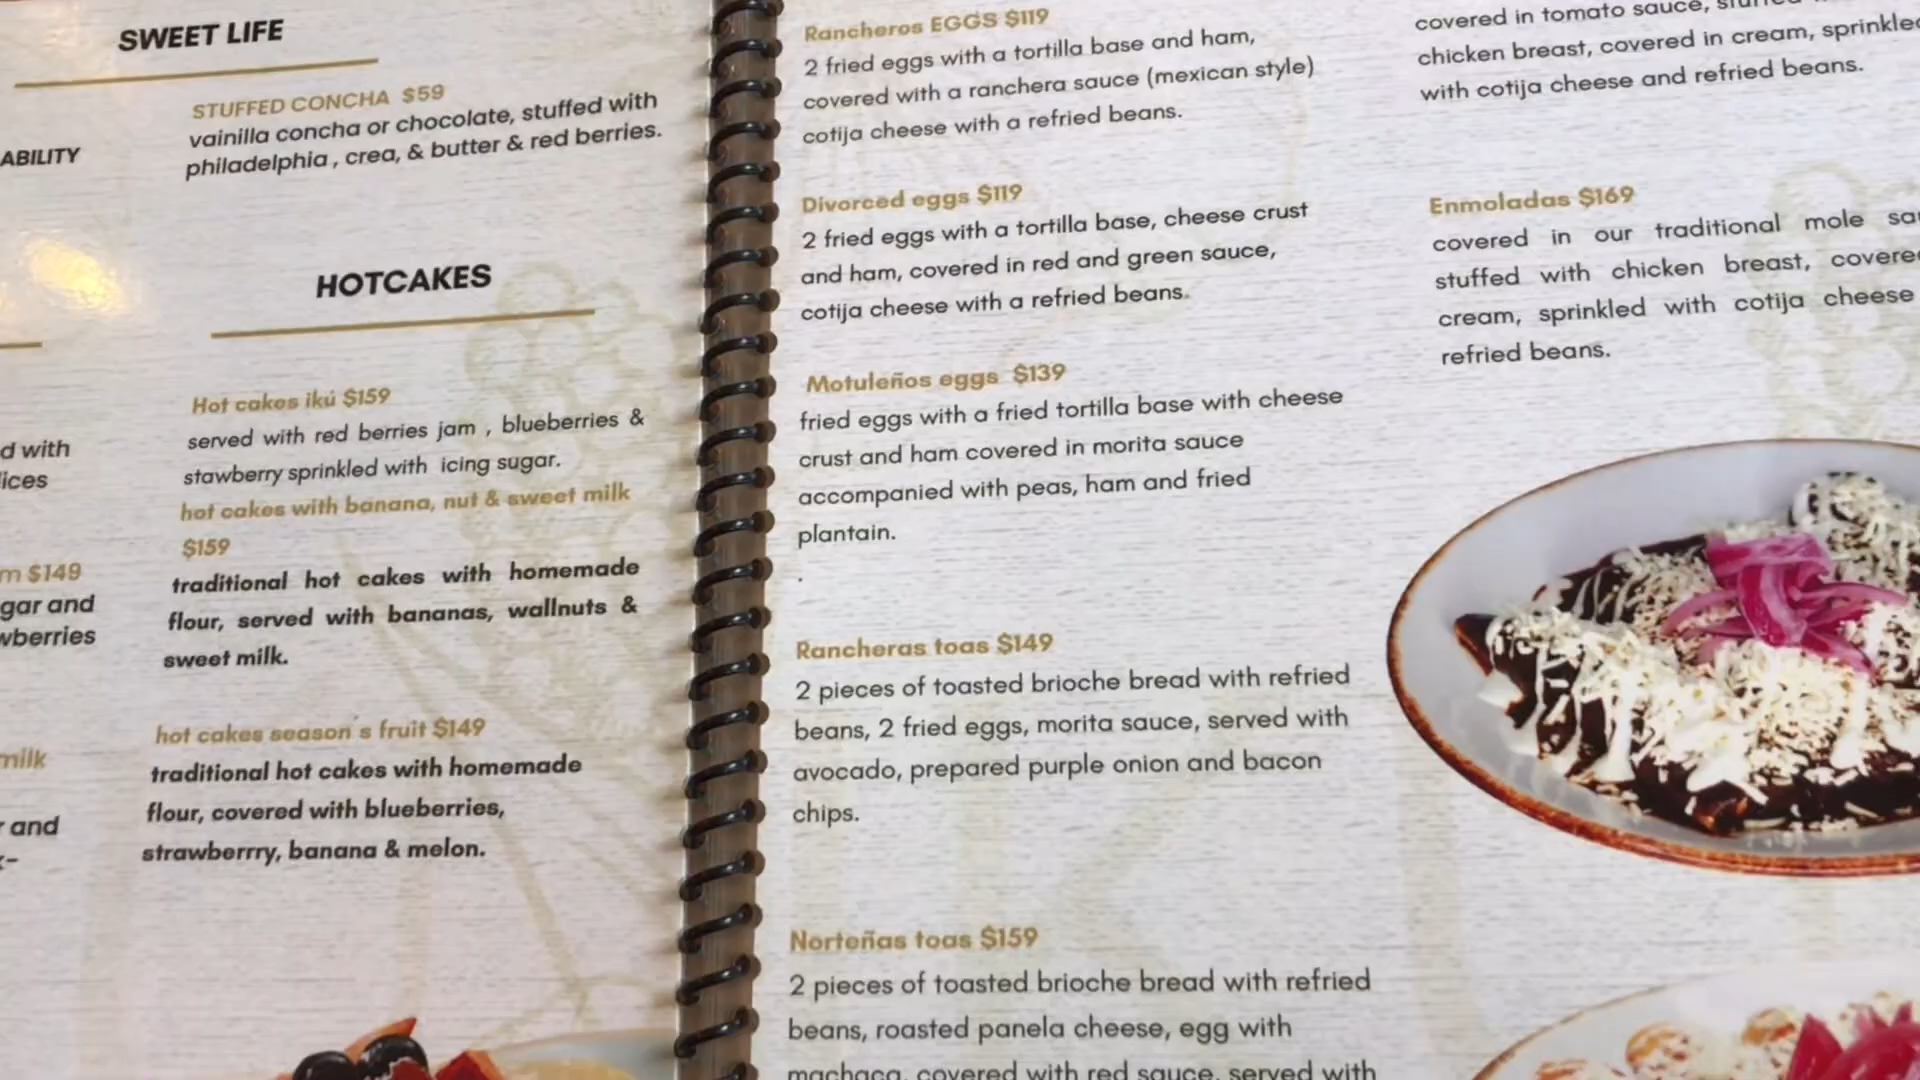 SWEET LIFE
STUFFED CONCHA $59
vainilla concha or chocolate, stuffed with
philadelphia , crea, & butter & red berries.
ABILITY
HOTCAKES
Hot cakes ikú $159
served with red berries jam , blueberries &
stawberry sprinkled with icing sugar.
hot cakes with banana, nut & sweet milk
$159
traditional hot cakes with homemade
flour, served with bananas, wallnuts &
sweet milk.
hot cakes season´s fruit $149
traditional hot cakes with homemade
flour, covered with blueberries,
strawberrry, banana & melon.
with
$149
and
milk
and
Rancheros EGGS $119
2 fried eggs with a tortilla base and ham,
covered with a ranchera sauce (mexican style)
cotija cheese with a refried beans.
Divorced eggs $119
2 fried eggs with a tortilla base, cheese crust
and ham, covered in red and green sauce,
cotija cheese with a refried beans.
Motuleños eggs $139
fried eggs with a fried tortilla base with cheese
crust and ham covered in morita sauce
accompanied with peas, ham and fried
plantain.
.
Rancheras toas $149
2 pieces of toasted brioche bread with refried
beans, 2 fried eggs, morita sauce, served with
avocado, prepared purple onion and bacon
chips.
Norteñas toas $159
2 pieces of toasted brioche bread with refried
beans, roasted panela cheese, egg with
machaca, covered with red sauce, served with
covered in tomato sauce,
chicken breast, covered in cream, sprinkled
with cotija cheese and refried beans.
Enmoladas $169
covered in our traditional mole
stuffed with chicken breast, covered
cream, sprinkled with cotija cheese
refried beans.